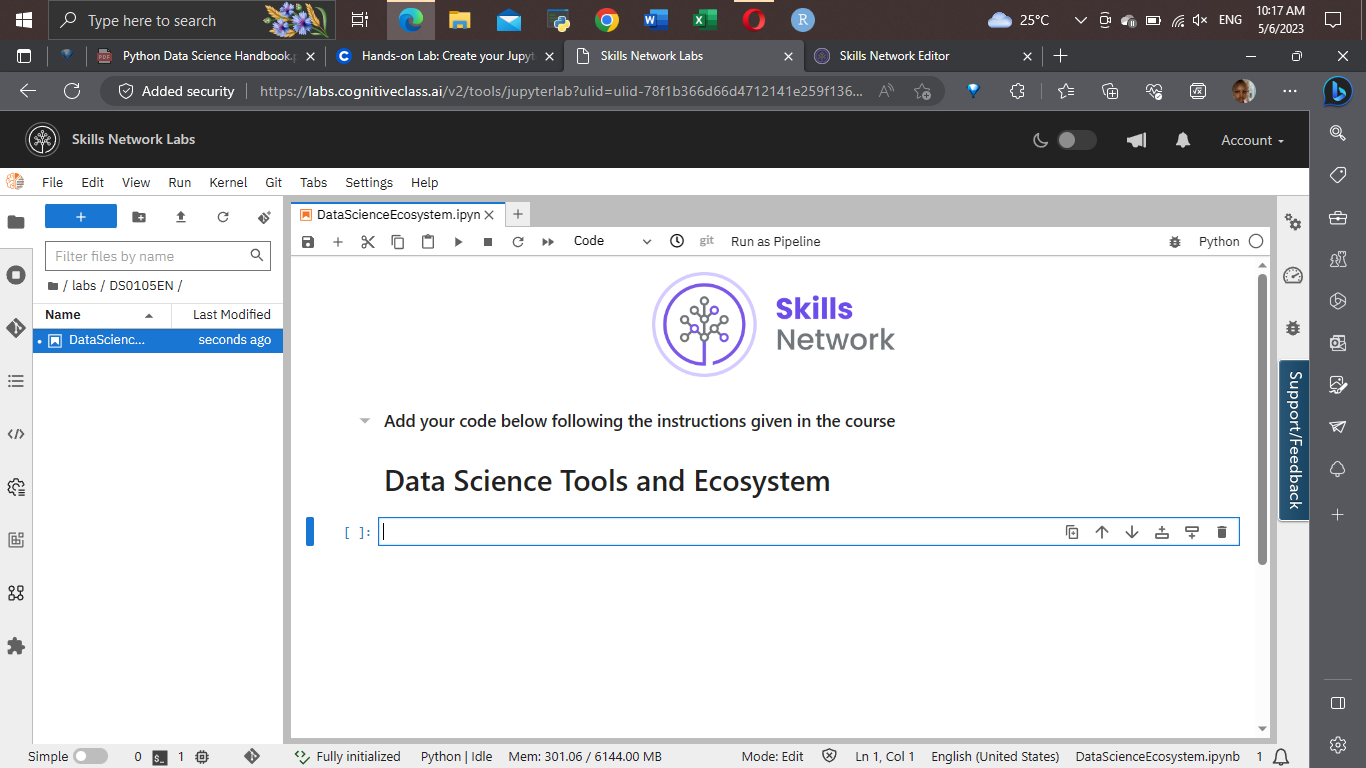 Type here to search
25°C
ENG
10:17 AM
5/6/2023
Python Data Science Handbook.p
Hands-on Lab: Create your Jupyt
Skills Network Labs
Skills Network Editor
Added security
https://labs.cognitiveclass.ai/v2/tools/jupyterlab?ulid=ulid-78f1b366d66d4712141e259f136...
Skills Network Labs
Account
File Edit View Run Kernel Git Tabs Settings Help
DataScienceEcosystem.ipyn
Code
git
Run as Pipeline
Python
Filter files by name
/ labs / DS0105EN /
Name Last Modified
DataScienc... seconds ago
Skills
Network
Add your code below following the instructions given in the course
Data Science Tools and Ecosystem
[ ]:
Support/Feedback
Simple 0 1 Fully initialized Python | Idle Mem: 301.06 / 6144.00 MB Mode: Edit Ln 1, Col 1 English (United States) DataScienceEcosystem.ipynb 1